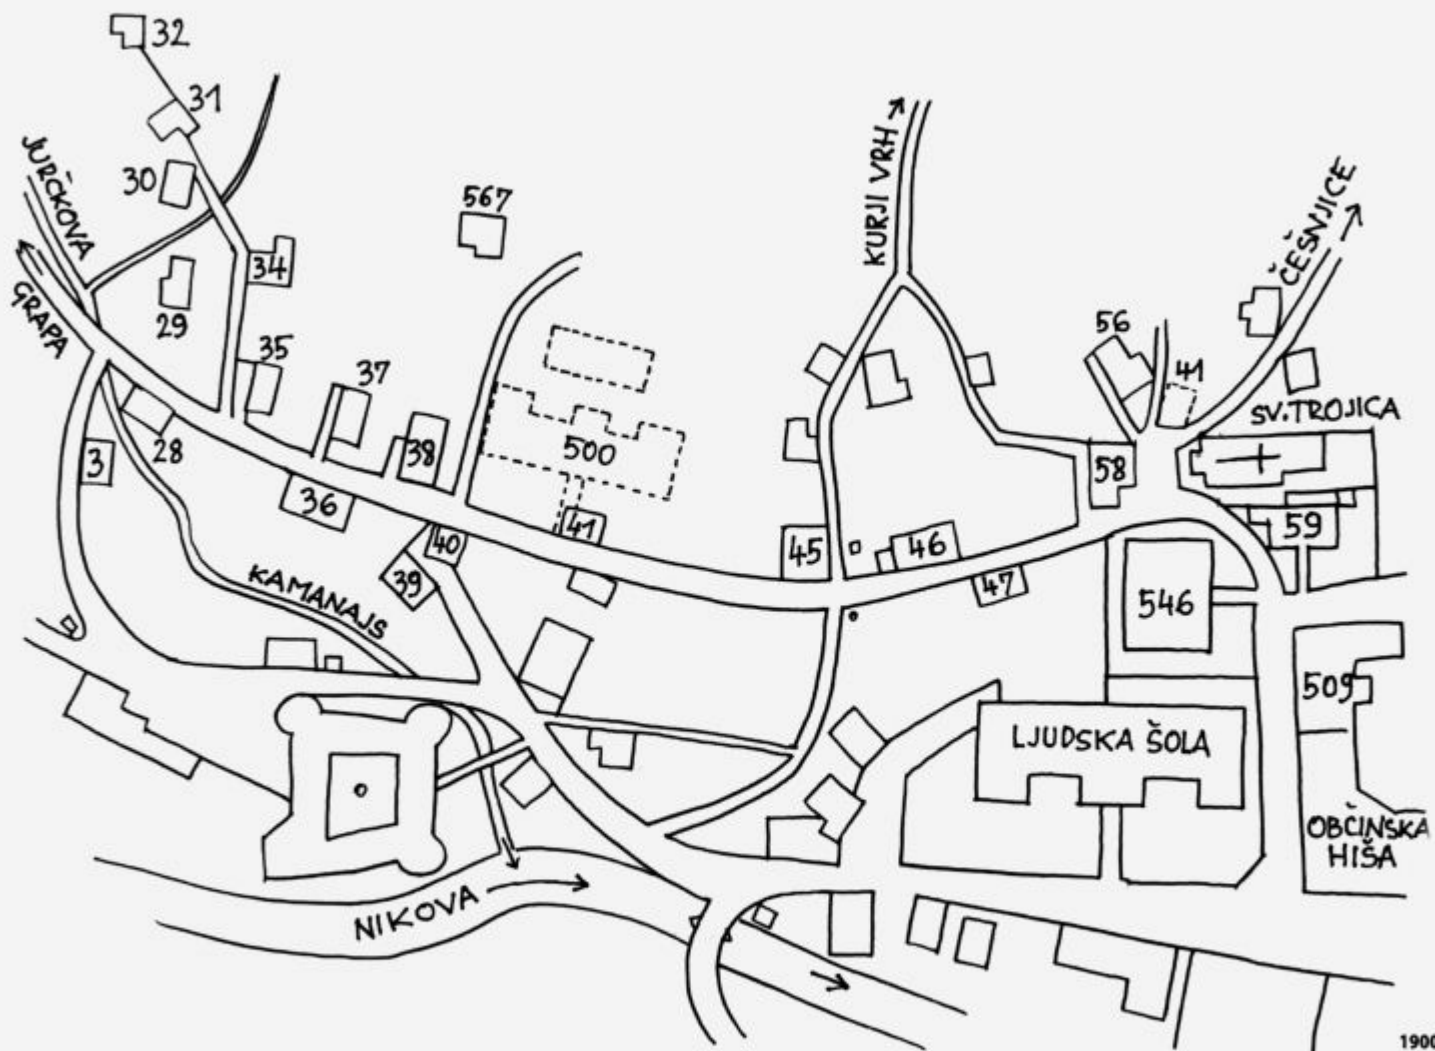 32
31
JURČKOVA
30
567
KURJI VRH
ČEŠNJICE
34
GRAPA
29
56
35
37
41
SV. TROJICA
28
38
500
3
58
36
41
59
40
45
46
39
47
KAMANAJS
546
509
LJUDSKA ŠOLA
OBČINSKA
HIŠA
NIKOVA
1900